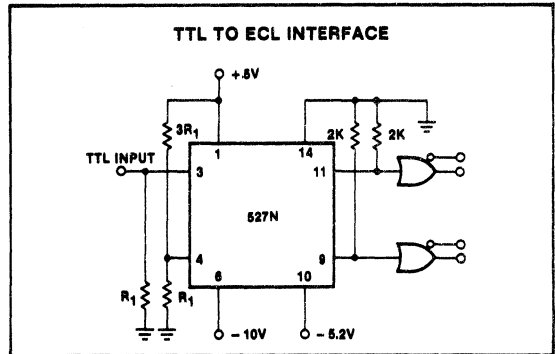 TTL TO ECL INTERFACE
+5V
3R1
2K
2K
1
14
TTL INPUT
3
11
527N
4
9
6
10
R1
R1
- 10V
- 5.2V